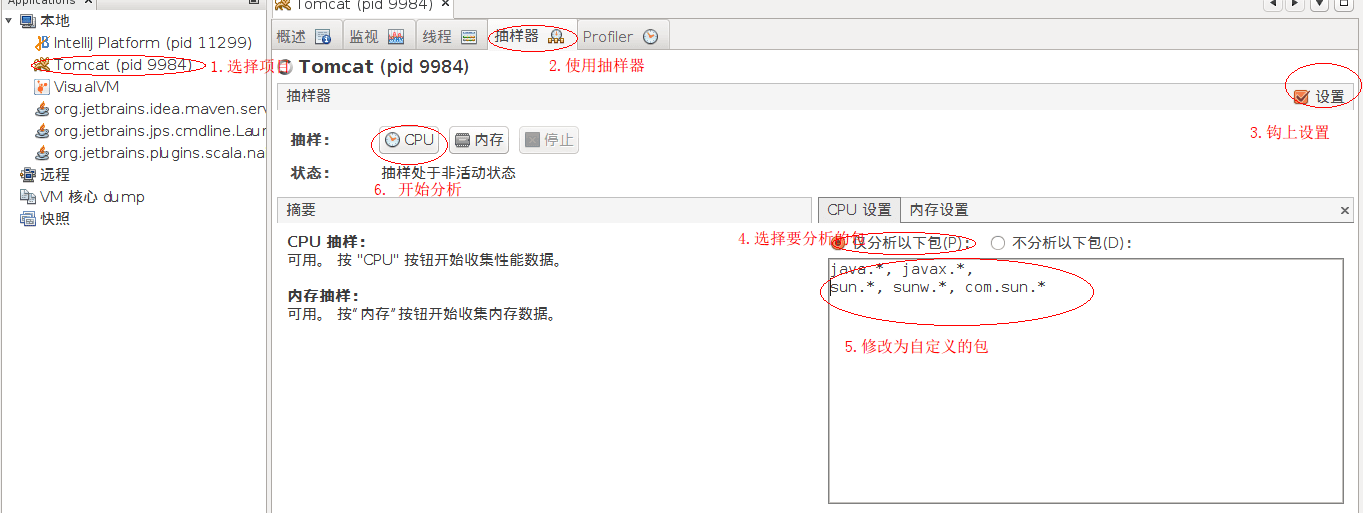 Applications
Tomcat (pid 9984)
本地
IntelliJ Platform (pid 11299)
Tomcat (pid 9984)
1. 选择项目
VisualVM
org.jetbrains.idea.maven.serv
org.jetbrains.jps.cmdline.Laun
org.jetbrains.plugins.scala.na
远程
VM 核心 dump
快照
概述
监视
线程
抽样器
Profiler
Tomcat (pid 9984)
2. 使用抽样器
抽样器
设置
3. 钩上设置
抽样：
CPU
内存
停止
状态：
抽样处于非活动状态
6. 开始分析
摘要
CPU 设置
内存设置
CPU 抽样：
可用。 按 "CPU" 按钮开始收集性能数据。
内存抽样：
可用。 按“内存”按钮开始收集内存数据。
4. 选择要分析的包
仅分析以下包(P)：
不分析以下包(D)：
java.*, javax.*,
sun.*, sunw.*, com.sun.*
5. 修改为自定义的包